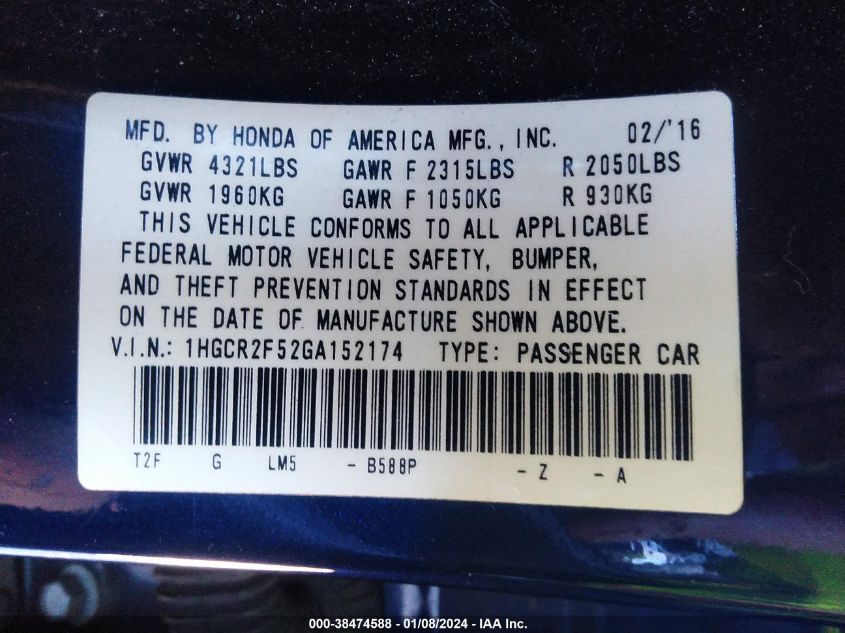 MFD. BY HONDA OF AMERICA MFG., INC. 02/'16
GVWR 4321LBS GAWR F 2315LBS R 2050LBS
GVWR 1960KG GAWR F 1050KG R 930KG
THIS VEHICLE CONFORMS TO ALL APPLICABLE
FEDERAL MOTOR VEHICLE SAFETY, BUMPER,
AND THEFT PREVENTION STANDARDS IN EFFECT
ON THE DATE OF MANUFACTURE SHOWN ABOVE.
V.I.N.: 1HGCR2F52GA152174 TYPE: PASSENGER CAR
T2F G LM5 - B588P - Z - A
000-38474588 - 01/08/2024 - IAA Inc.